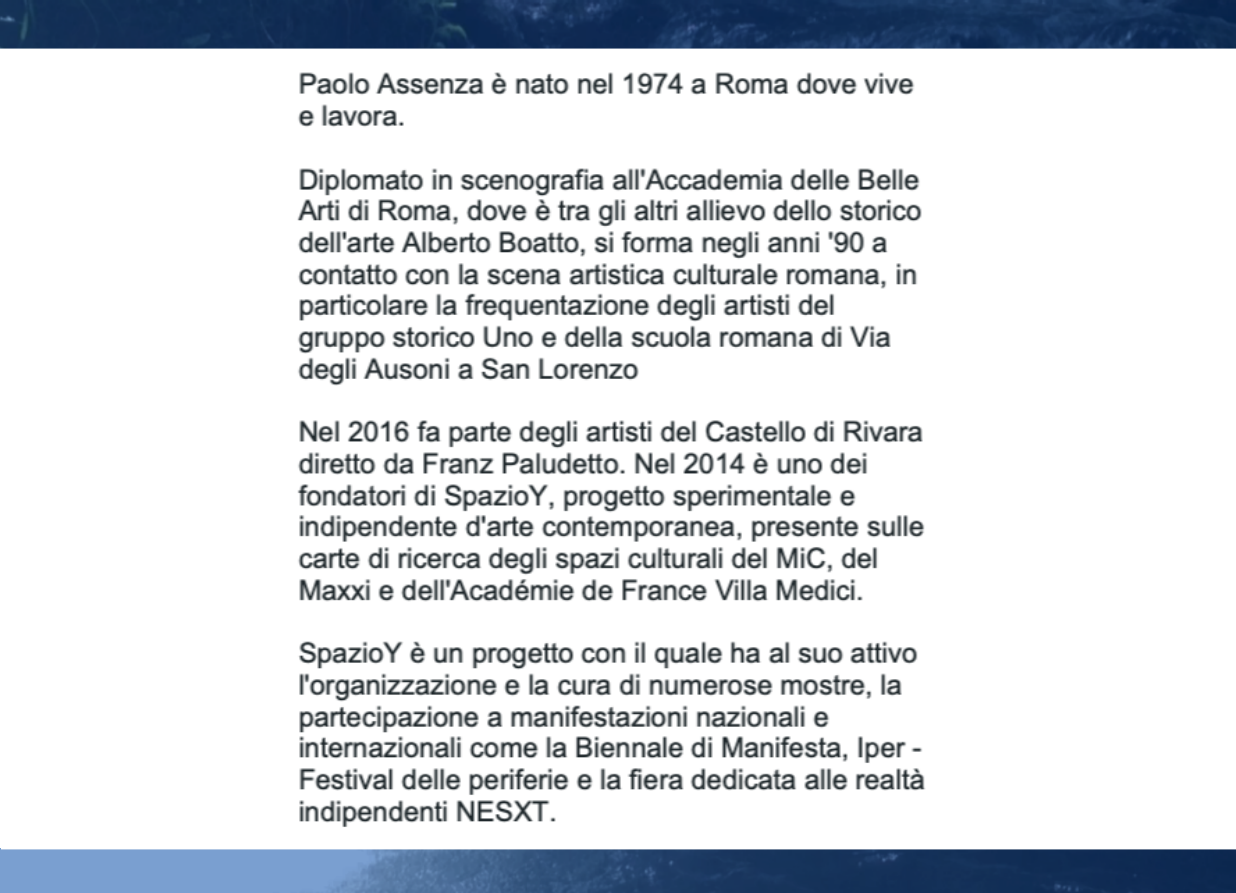 Paolo Assenza è nato nel 1974 a Roma dove vive
e lavora.
Diplomato in scenografia all'Accademia delle Belle
Arti di Roma, dove è tra gli altri allievo dello storico
dell'arte Alberto Boatto, si forma negli anni '90 a
contatto con la scena artistica culturale romana, in
particolare la frequentazione degli artisti del
gruppo storico Uno e della scuola romana di Via
degli Ausoni a San Lorenzo
Nel 2016 fa parte degli artisti del Castello di Rivara
diretto da Franz Paludetto. Nel 2014 è uno dei
fondatori di SpazioY, progetto sperimentale e
indipendente d'arte contemporanea, presente sulle
carte di ricerca degli spazi culturali del MiC, del
Maxxi e dell'Académie de France Villa Medici.
SpazioY è un progetto con il quale ha al suo attivo
l'organizzazione e la cura di numerose mostre, la
partecipazione a manifestazioni nazionali e
internazionali come la Biennale di Manifesta, Iper -
Festival delle periferie e la fiera dedicata alle realtà
indipendenti NESXT.